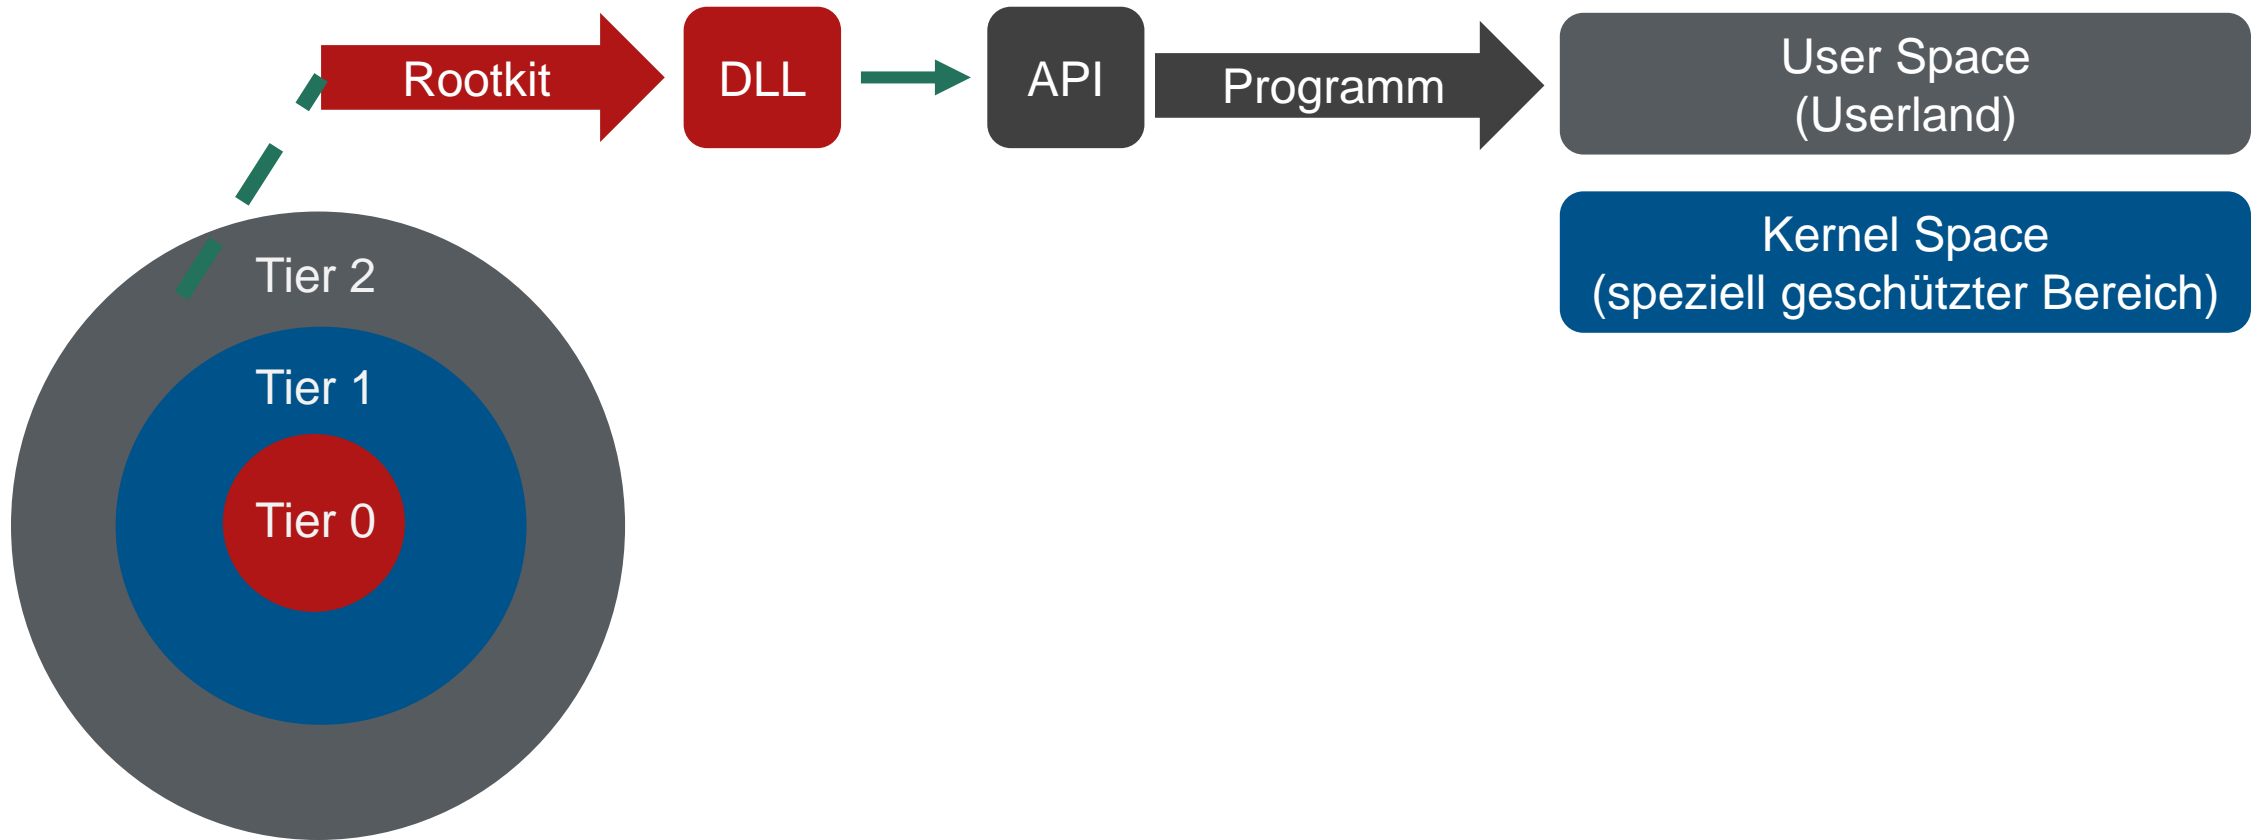 Rootkit
DLL
API
Programm
User Space
(Userland)
Kernel Space
(speziell geschützter Bereich)
Tier 2
Tier 1
Tier 0